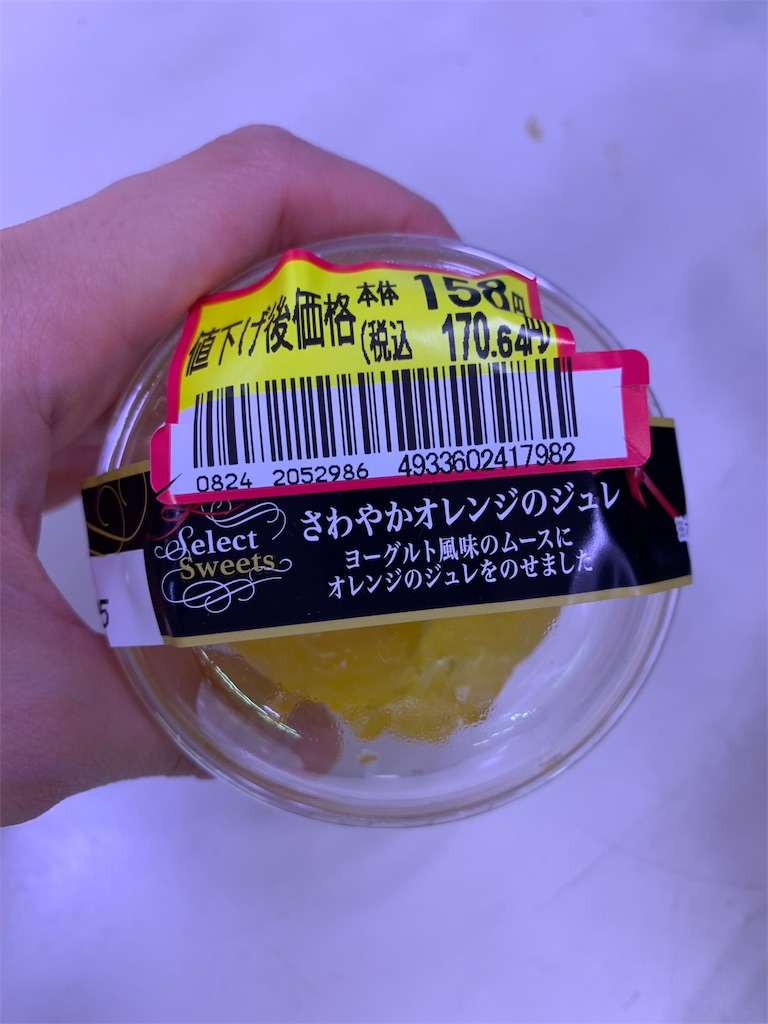 値下げ後価格 本体 158円
(税込 170.64円)
0824 2052986 4933602417982
Select
Sweets
さわやかオレンジのジュレ
ヨーグルト風味のムースに
オレンジのジュレをのせました
5